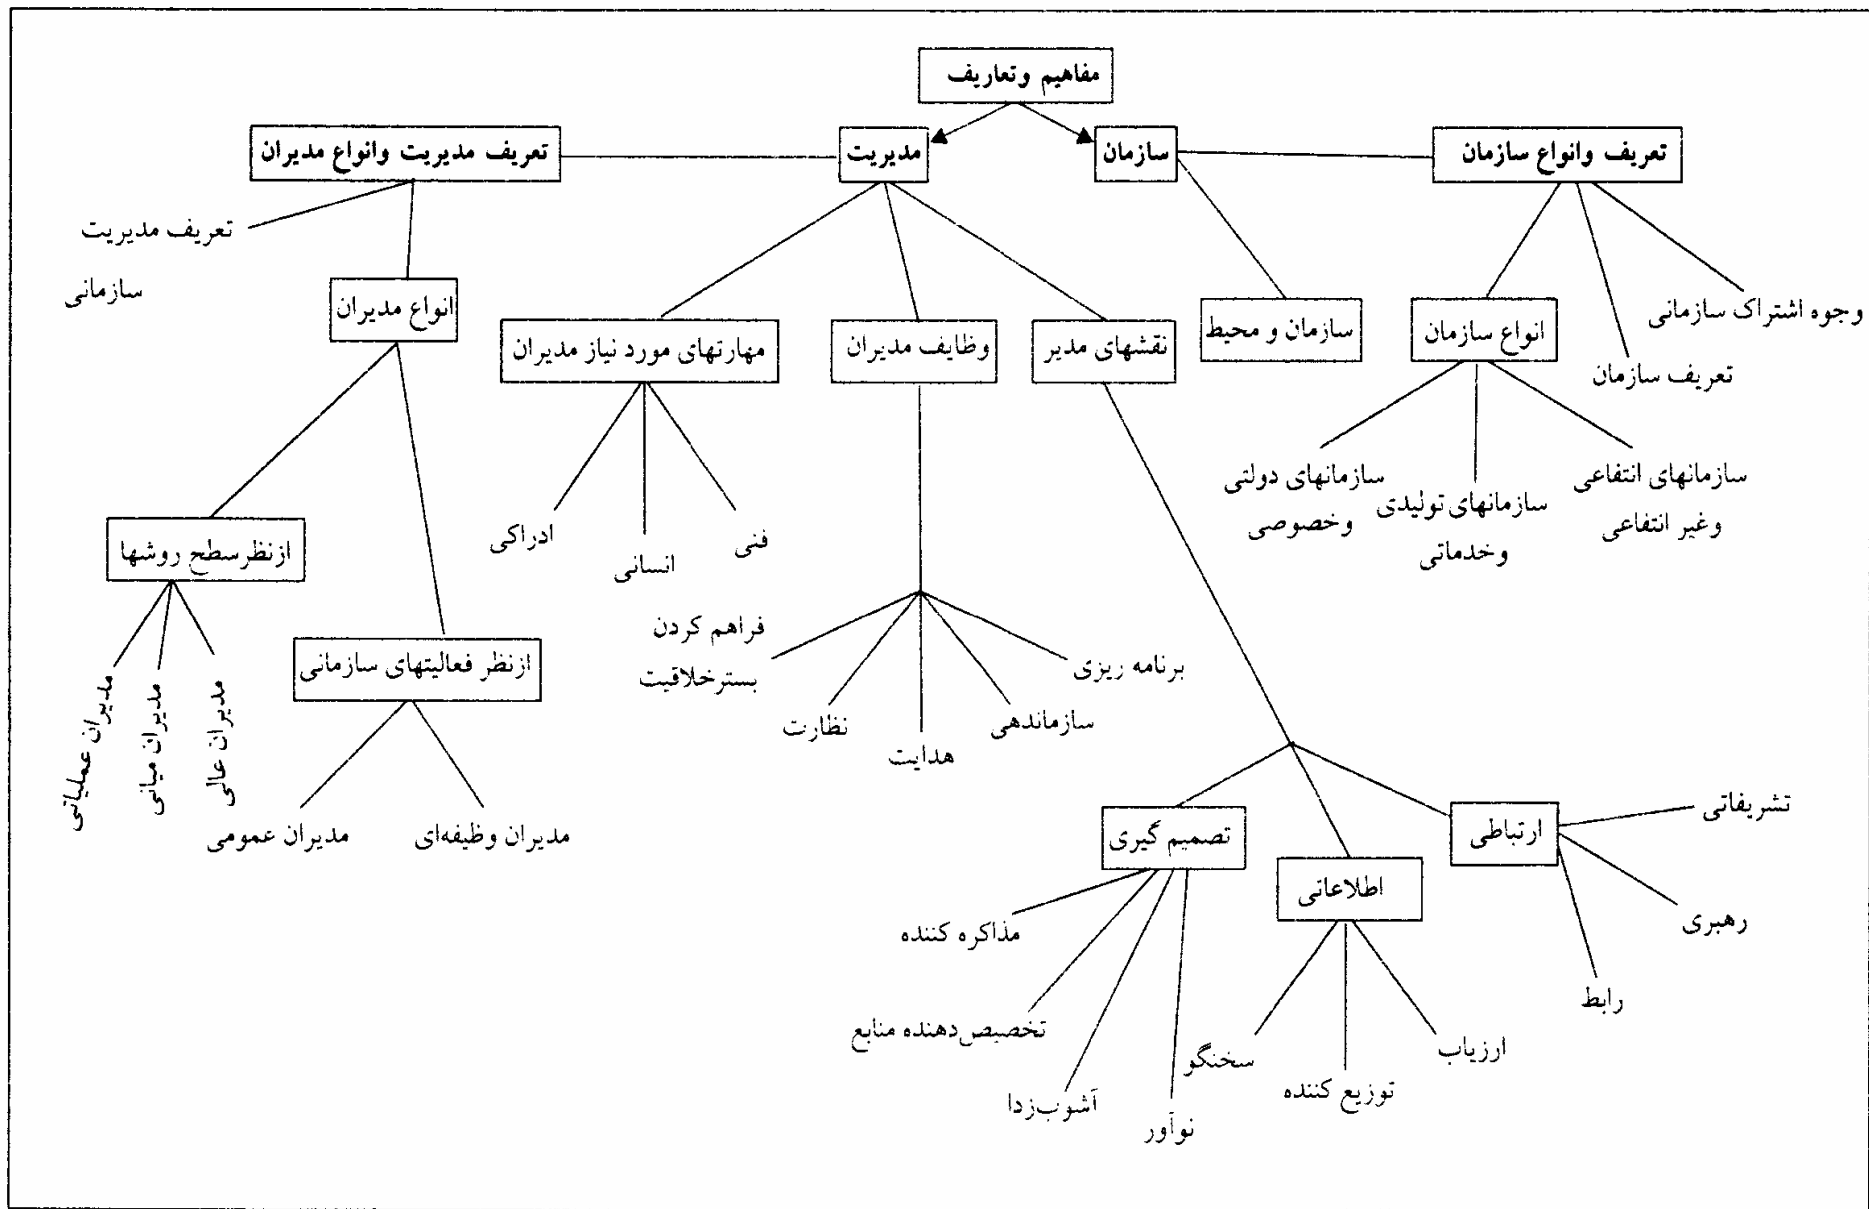 مفاهیم وتعاریف
تعریف وانواع سازمان
سازمان
مدیریت
تعریف مدیریت وانواع مدیران
وجوه اشتراک سازمانی
تعریف سازمان
انواع سازمان
سازمان و محیط
نقشهای مدیر
وظایف مدیران
مهارتهای مورد نیاز مدیران
انواع مدیران
تعریف مدیریت
سازمانی
سازمانهای انتفاعی
وغیر انتفاعی
سازمانهای تولیدی
وخدماتی
سازمانهای دولتی
وخصوصی
فنی
انسانی
ادراکی
ازنظرسطح روشها
ازنظر فعالیتهای سازمانی
برنامه ریزی
سازماندهی
هدایت
نظارت
فراهم کردن
بسترخلاقیت
مدیران عالی
مدیران میانی
مدیران عملیاتی
مدیران وظیفه‌ای
مدیران عمومی
ارتباطی
اطلاعاتی
تصمیم گیری
تشریفاتی
رهبری
رابط
ارزیاب
توزیع کننده
سخنگو
نوآور
آشوب‌زدا
تخصیص‌دهنده منابع
مذاکره کننده